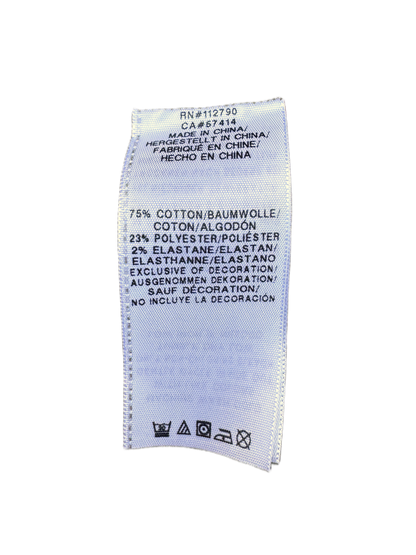 RN#112790
CA#57414
MADE IN CHINA/
HERGESTELLT IN CHINA/
FABRIQUÉ EN CHINE/
HECHO EN CHINA
75% COTTON/BAUMWOLLE/
COTON/ALGODÓN
23% POLYESTER/POLIÉSTER
2% ELASTANE/ELASTAN/
ELASTHANNE/ELASTANO
EXCLUSIVE OF DECORATION/
AUSGENOMMEN DEKORATION/
SAUF DÉCORATION/
NO INCLUYE LA DECORACIÓN